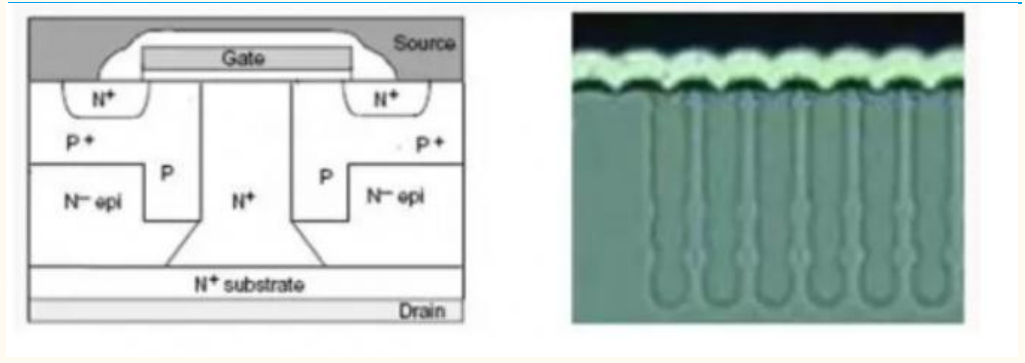 Source
Gate
N+ N+
P+ P+
P P
N– epi N+ N– epi
N+ substrate
Drain